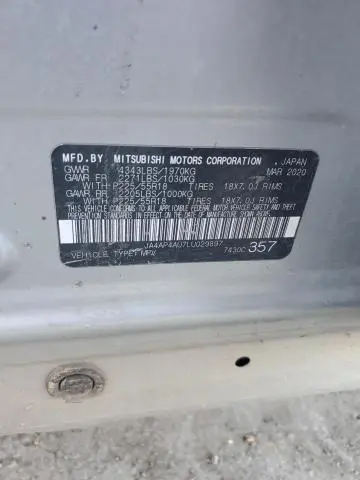 MFD.BY MITSUBISHI MOTORS CORPORATION JAPAN
GVWR 4343LBS/1970KG MAR 2020
GAWR FR 2271LBS/1030KG
WITH P225/55R18 TIRES 18X7.0J RIMS
GAWR RR 2205LBS/1000KG
WITH P225/55R18 TIRES 18X7.0J RIMS
THIS VEHICLE CONFORMS TO ALL APPLICABLE FEDERAL
MOTOR VEHICLE SAFETY AND THEFT PREVENTION STANDARDS
IN EFFECT ON THE DATE OF MANUFACTURE SHOWN ABOVE.
JA4AP4AU7LU029897
VEHICLE TYPE: MPV 7430C 357